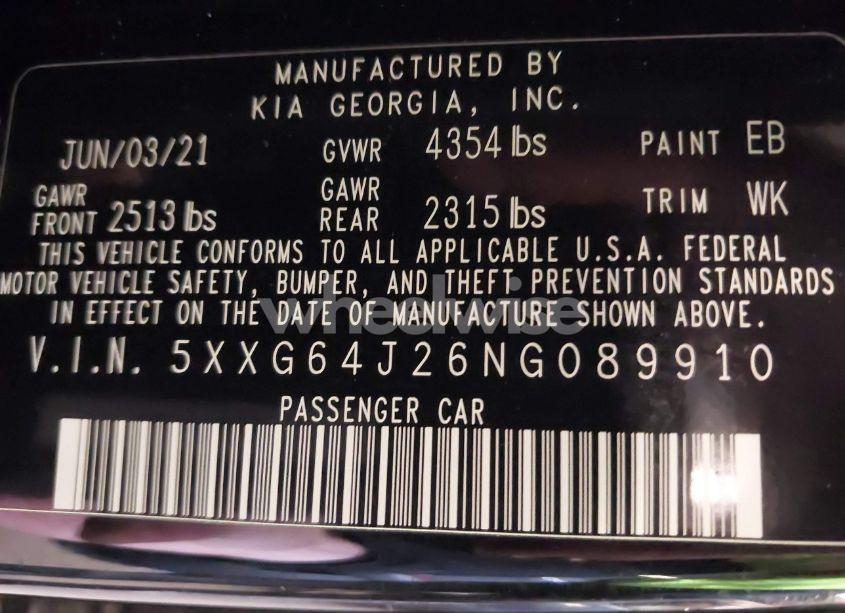 MANUFACTURED BY
KIA GEORGIA, INC.
JUN/03/21 GVWR 4354 lbs PAINT EB
GAWR FRONT 2513 lbs GAWR REAR 2315 lbs TRIM WK
THIS VEHICLE CONFORMS TO ALL APPLICABLE U.S.A. FEDERAL
MOTOR VEHICLE SAFETY, BUMPER, AND THEFT PREVENTION STANDARDS
IN EFFECT ON THE DATE OF MANUFACTURE SHOWN ABOVE.
wheelwise
V.I.N. 5XXG64J26NG089910
PASSENGER CAR